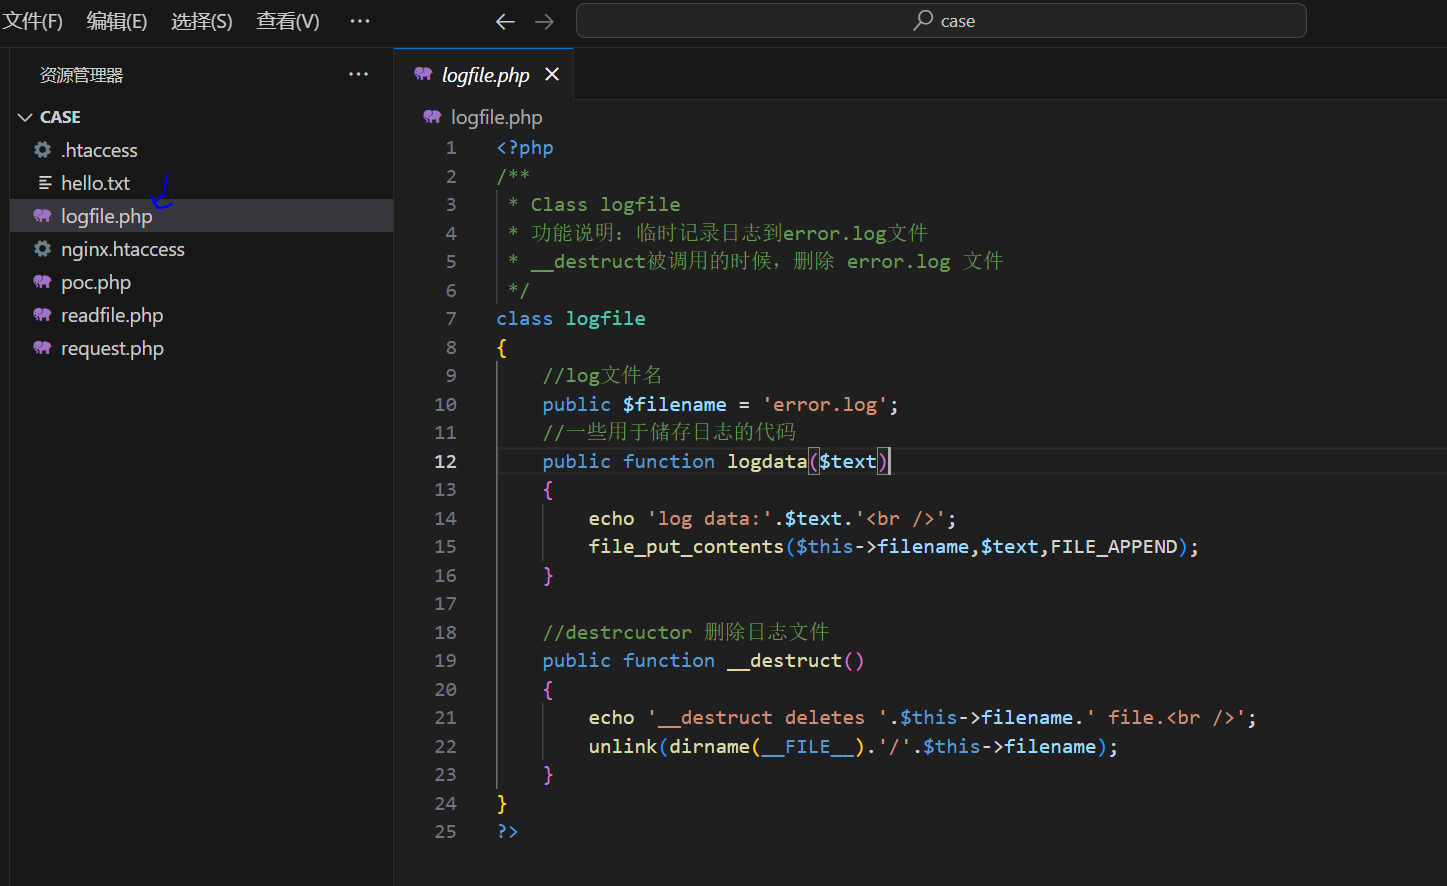 文件(F) 编辑(E) 选择(S) 查看(V) ··· ← → case
资源管理器 ···
CASE
.htaccess
hello.txt
logfile.php
nginx.htaccess
poc.php
readfile.php
request.php
logfile.php ×
logfile.php
1 <?php
2 /**
3  * Class logfile
4  * 功能说明：临时记录日志到error.log文件
5  * __destruct被调用的时候，删除 error.log 文件
6  */
7 class logfile
8 {
9     //log文件名
10     public $filename = 'error.log';
11     //一些用于储存日志的代码
12     public function logdata($text)
13     {
14         echo 'log data:'.$text.'<br />';
15         file_put_contents($this->filename,$text,FILE_APPEND);
16     }
17
18     //destrcuctor 删除日志文件
19     public function __destruct()
20     {
21         echo '__destruct deletes '.$this->filename.' file.<br />';
22         unlink(dirname(__FILE__).'/'.$this->filename);
23     }
24 }
25 ?>